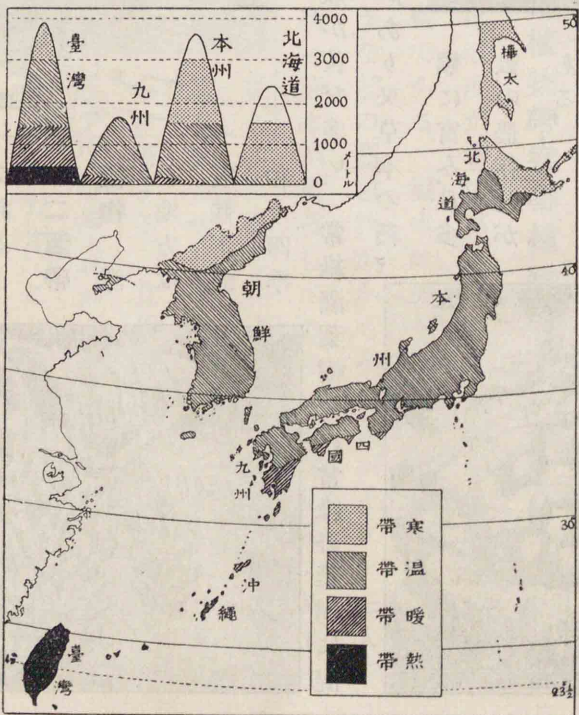 4000
3000
2000
1000
0
メートル
臺灣
九州
本州
北海道
50
樺太
北海道
40
朝鮮
本州
四國
九州
30
沖繩
臺灣
23½
帶寒
帶温
帶暖
帶熱